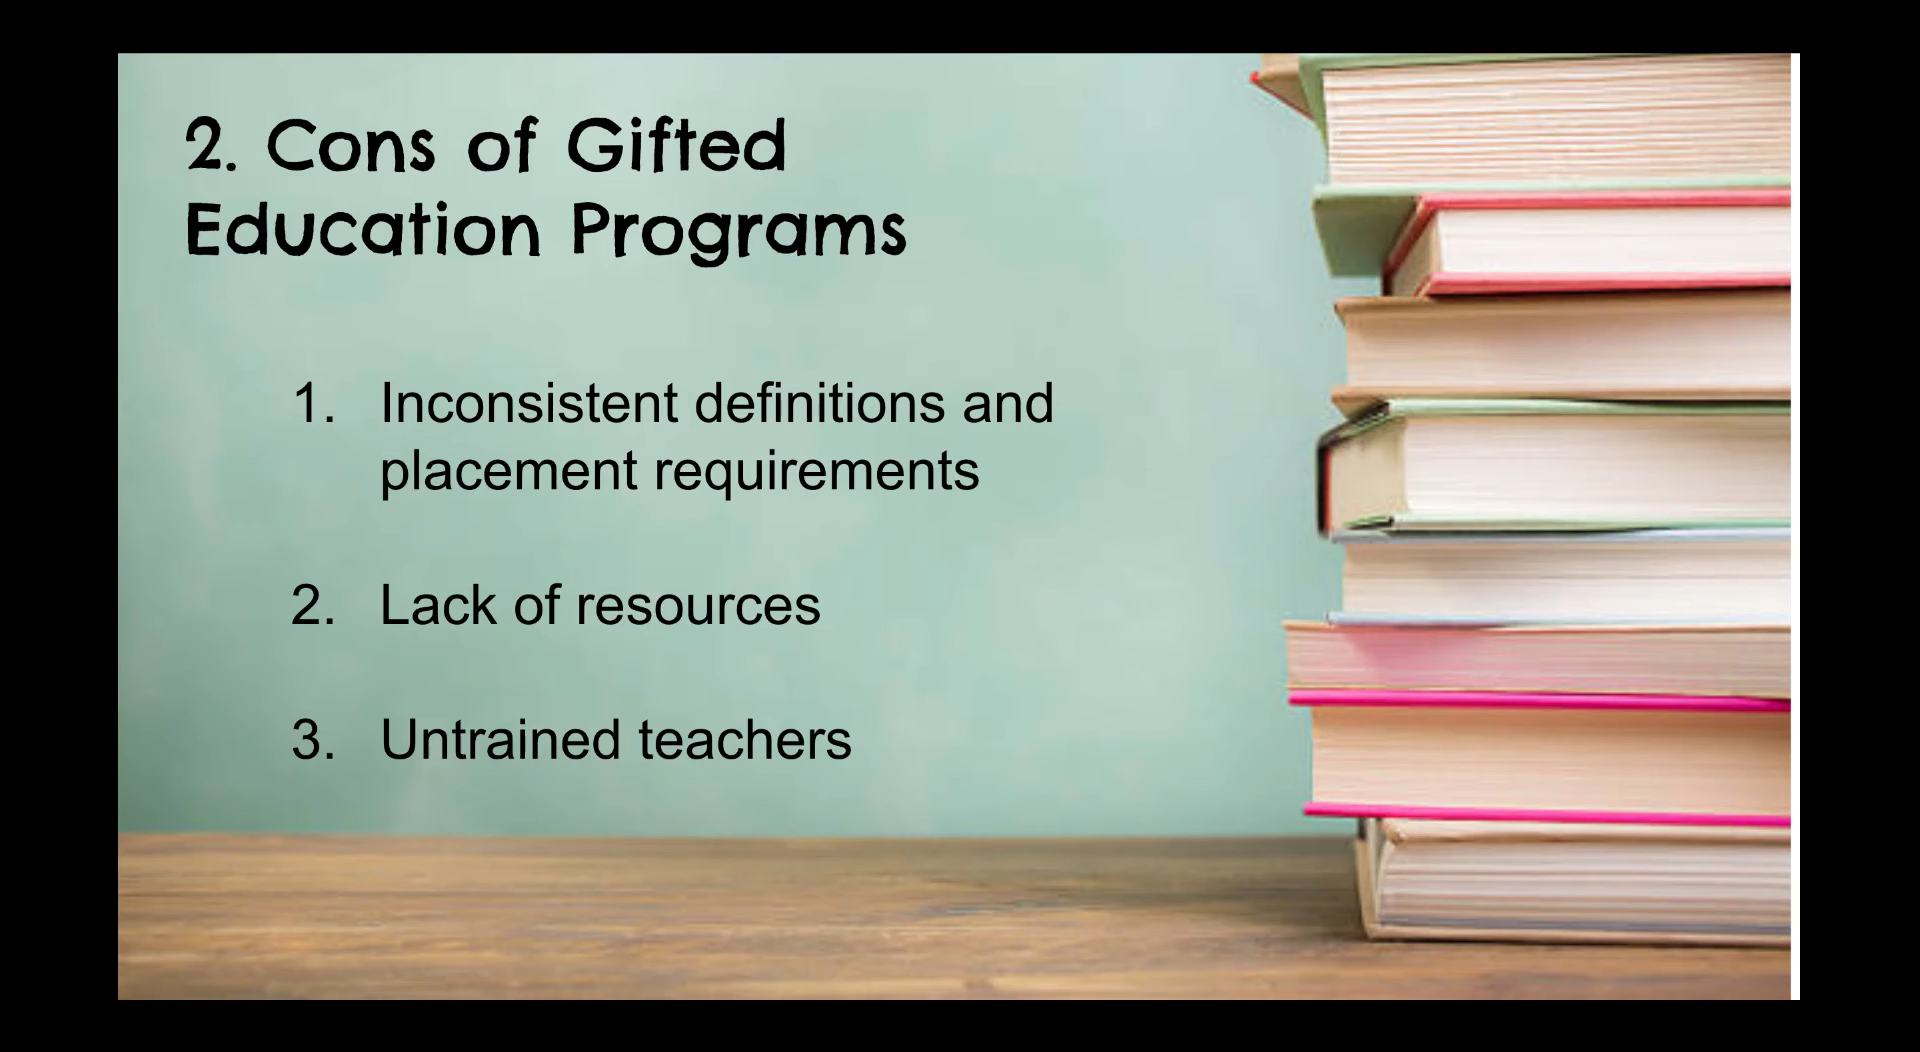 2. Cons of Gifted
Education Programs
1. Inconsistent definitions and
placement requirements
2. Lack of resources
3. Untrained teachers